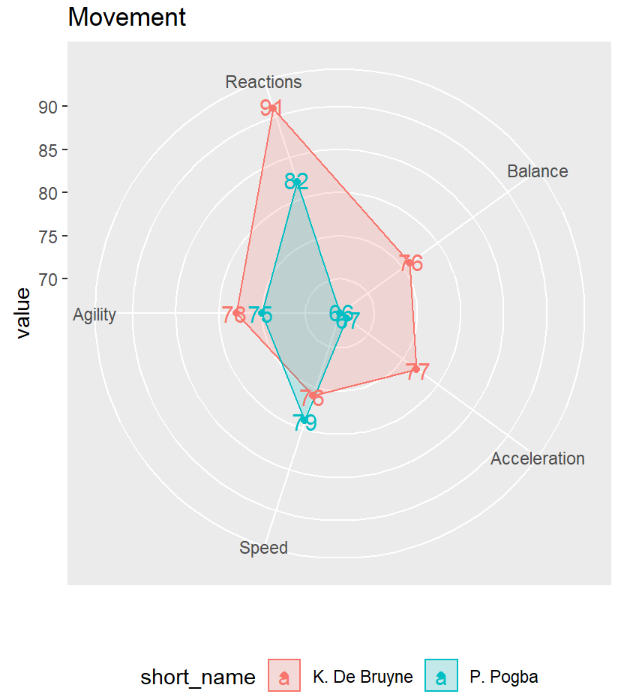 Movement
Reactions
90
91
85
Balance
80
82
75
76
70
Agility
78
75
66
67
value
77
76
79
Acceleration
Speed
short_name a K. De Bruyne a P. Pogba